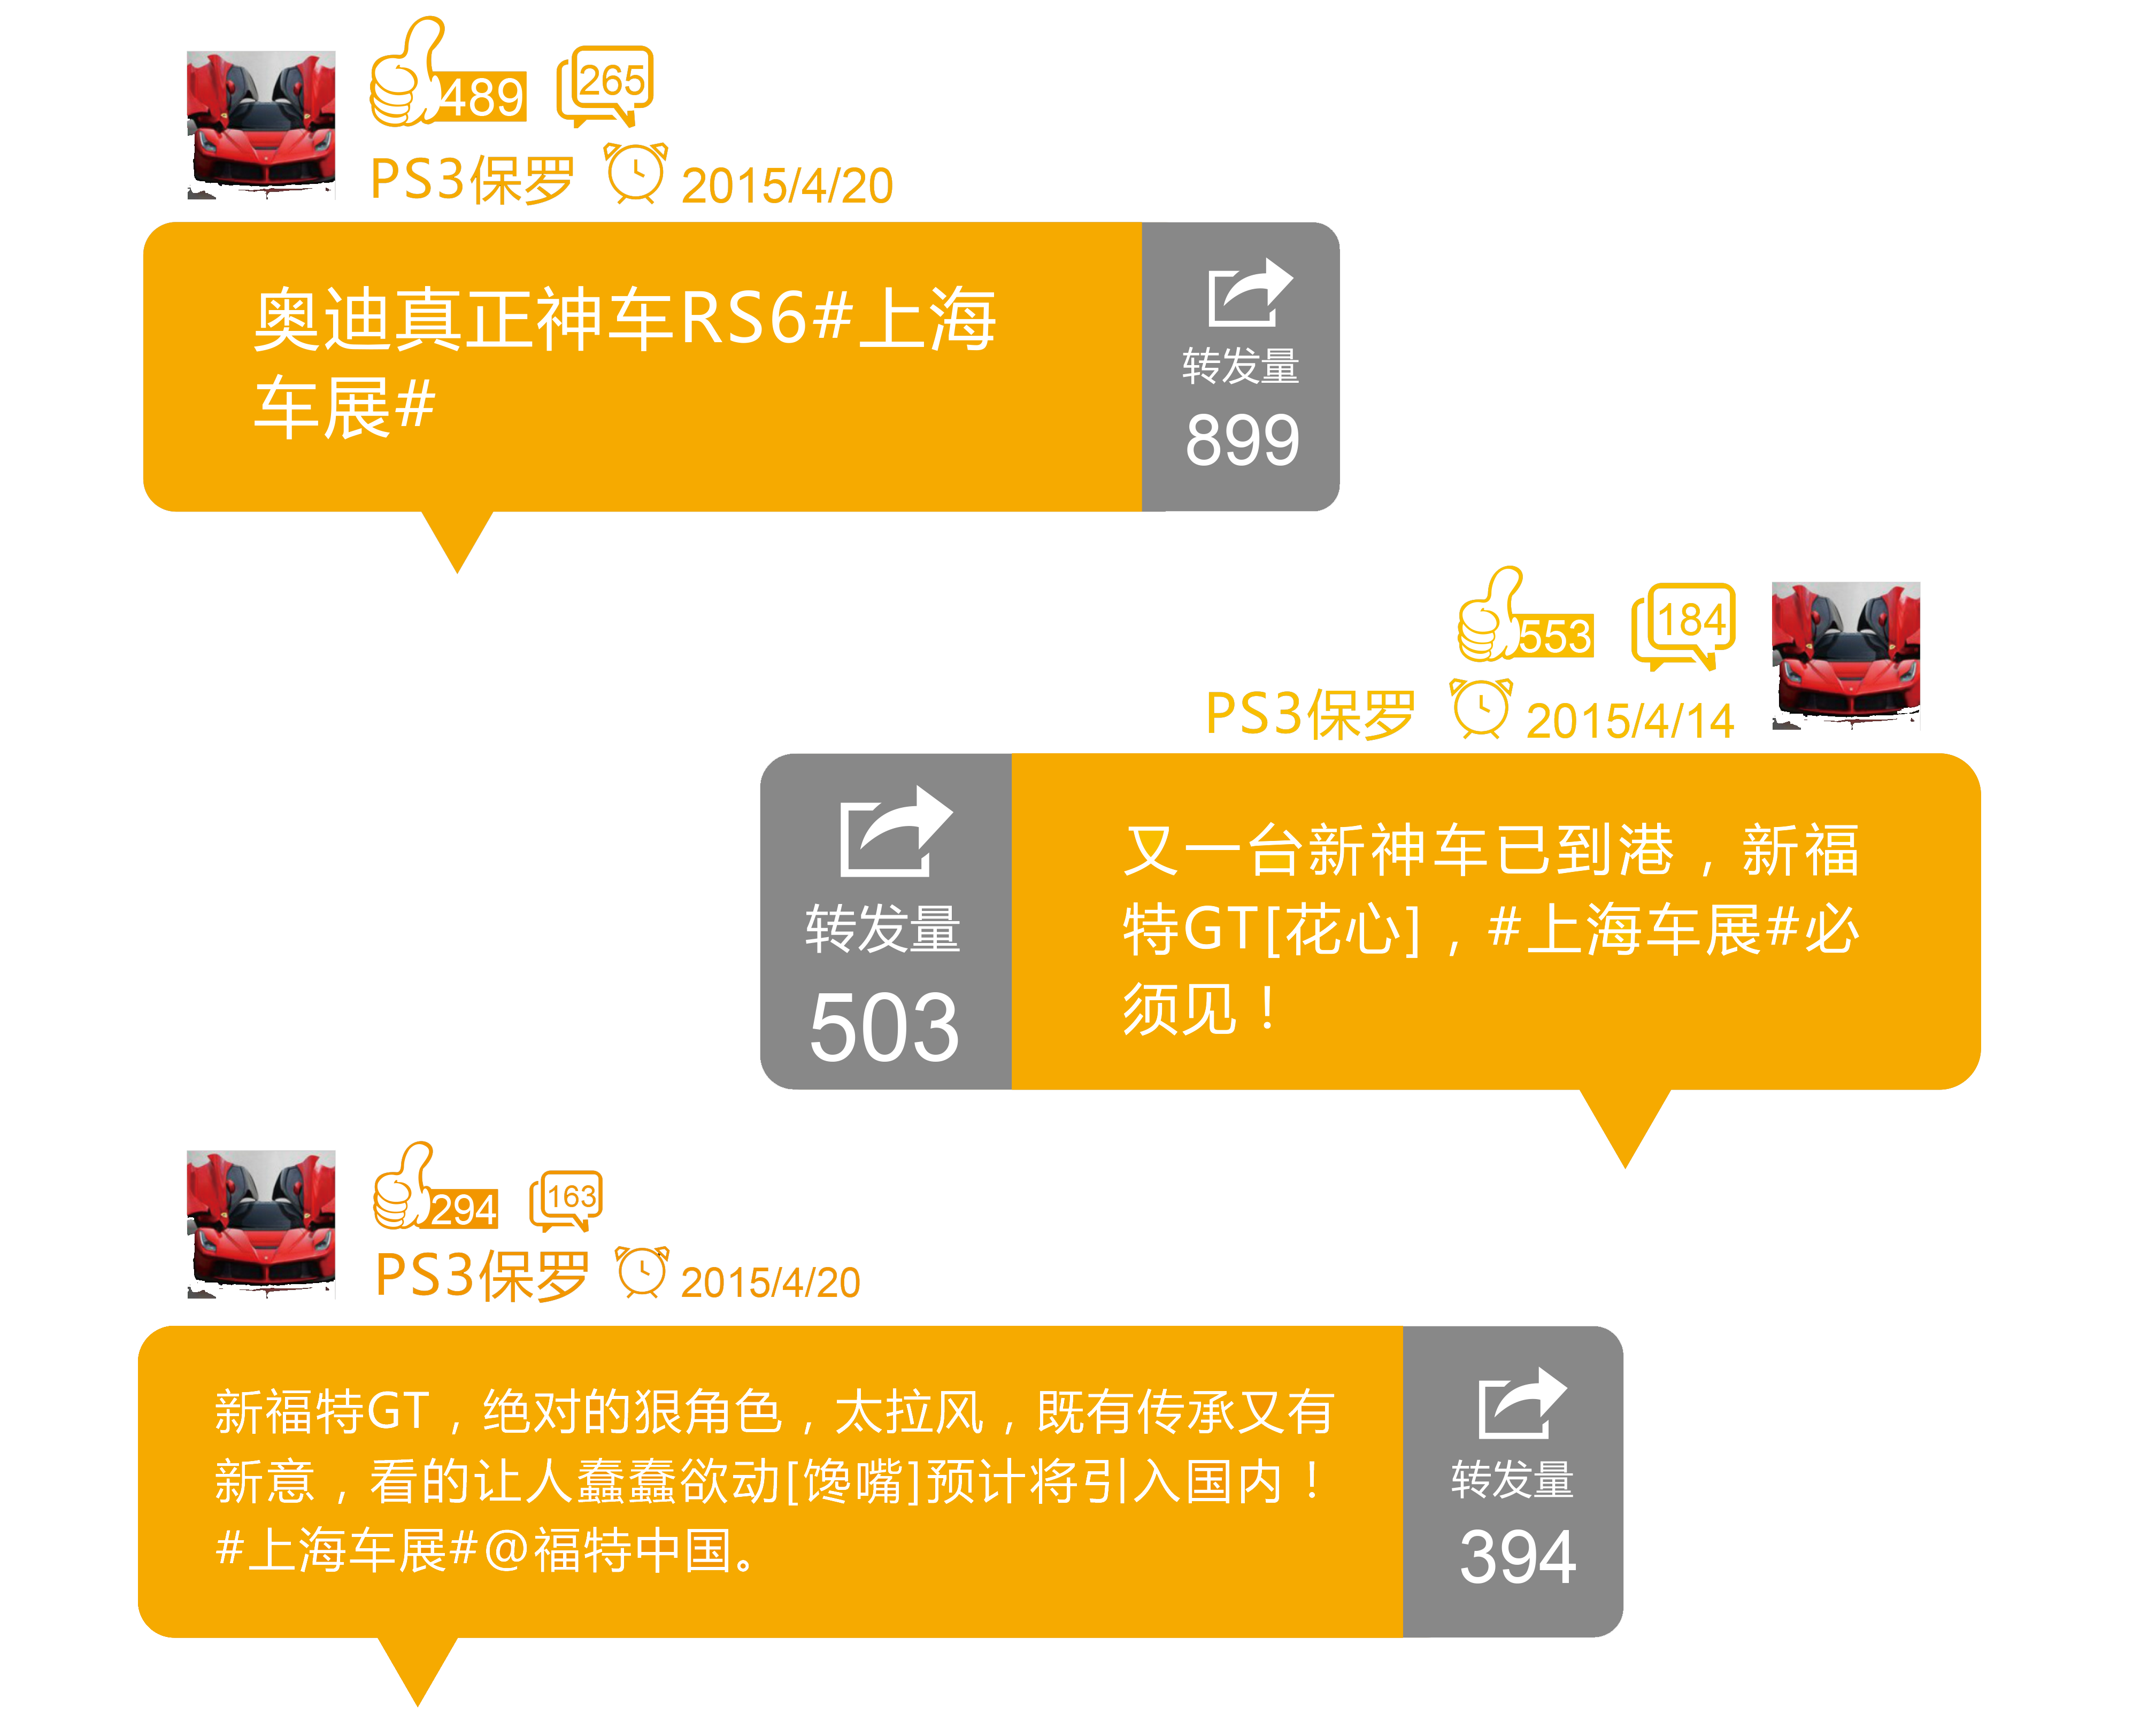 489
265
PS3保罗 2015/4/20
奥迪真正神车RS6#上海
车展#
转发量
899
553
184
PS3保罗 2015/4/14
转发量
503
又一台新神车已到港，新福
特GT[花心]，#上海车展#必
须见！
294
163
PS3保罗 2015/4/20
新福特GT，绝对的狠角色，太拉风，既有传承又有
新意，看的让人蠢蠢欲动[馋嘴]预计将引入国内！
#上海车展#@福特中国。
转发量
394